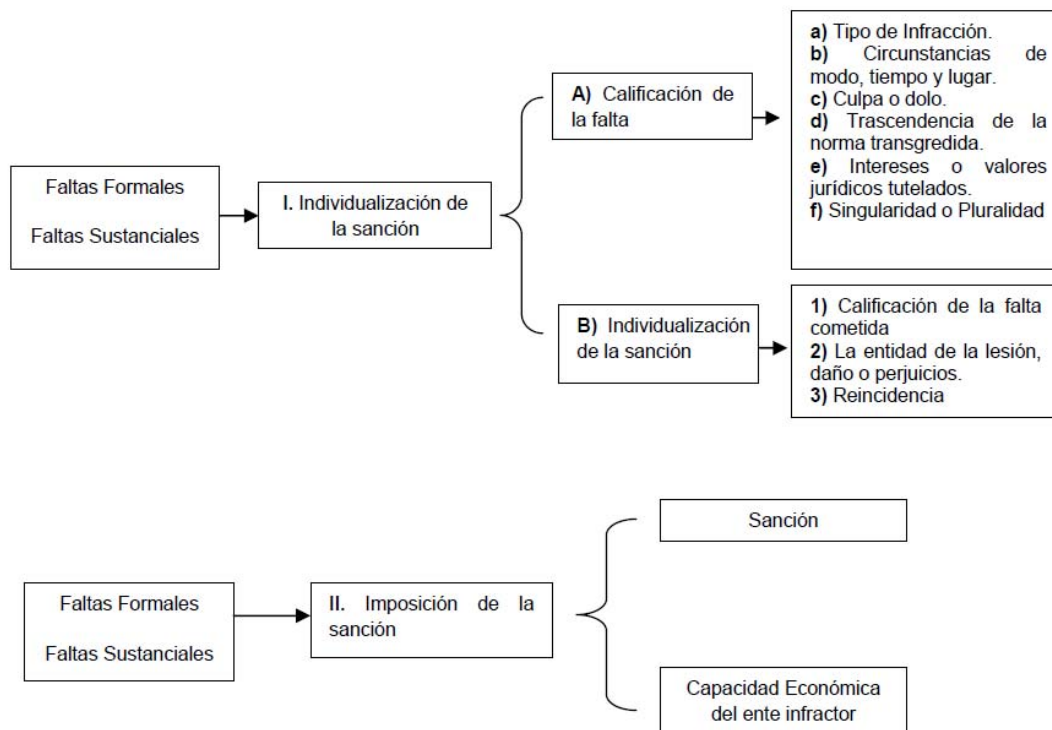 Faltas Formales
Faltas Sustanciales
I. Individualización de
la sanción
A) Calificación de
la falta
a) Tipo de Infracción.
b) Circunstancias de
modo, tiempo y lugar.
c) Culpa o dolo.
d) Trascendencia de la
norma transgredida.
e) Intereses o valores
jurídicos tutelados.
f) Singularidad o Pluralidad
B) Individualización
de la sanción
1) Calificación de la falta
cometida
2) La entidad de la lesión,
daño o perjuicios.
3) Reincidencia
Faltas Formales
Faltas Sustanciales
II. Imposición de la
sanción
Sanción
Capacidad Económica
del ente infractor